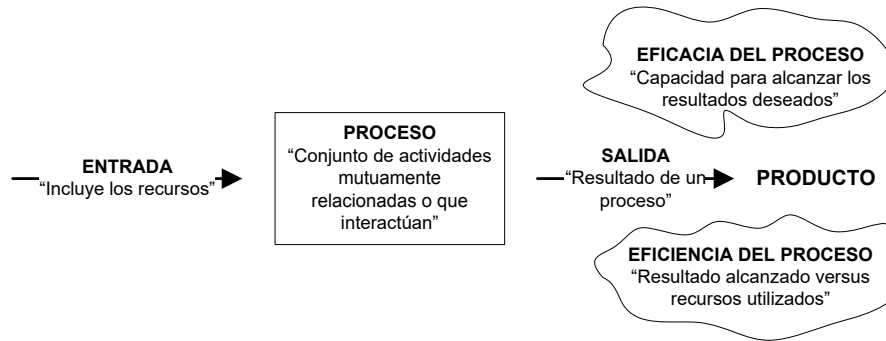 ENTRADA
“Incluye los recursos”
PROCESO
“Conjunto de actividades
mutuamente
relacionadas o que
interactúan”
SALIDA
“Resultado de un
proceso”
PRODUCTO
EFICACIA DEL PROCESO
“Capacidad para alcanzar los
resultados deseados”
EFICIENCIA DEL PROCESO
“Resultado alcanzado versus
recursos utilizados”